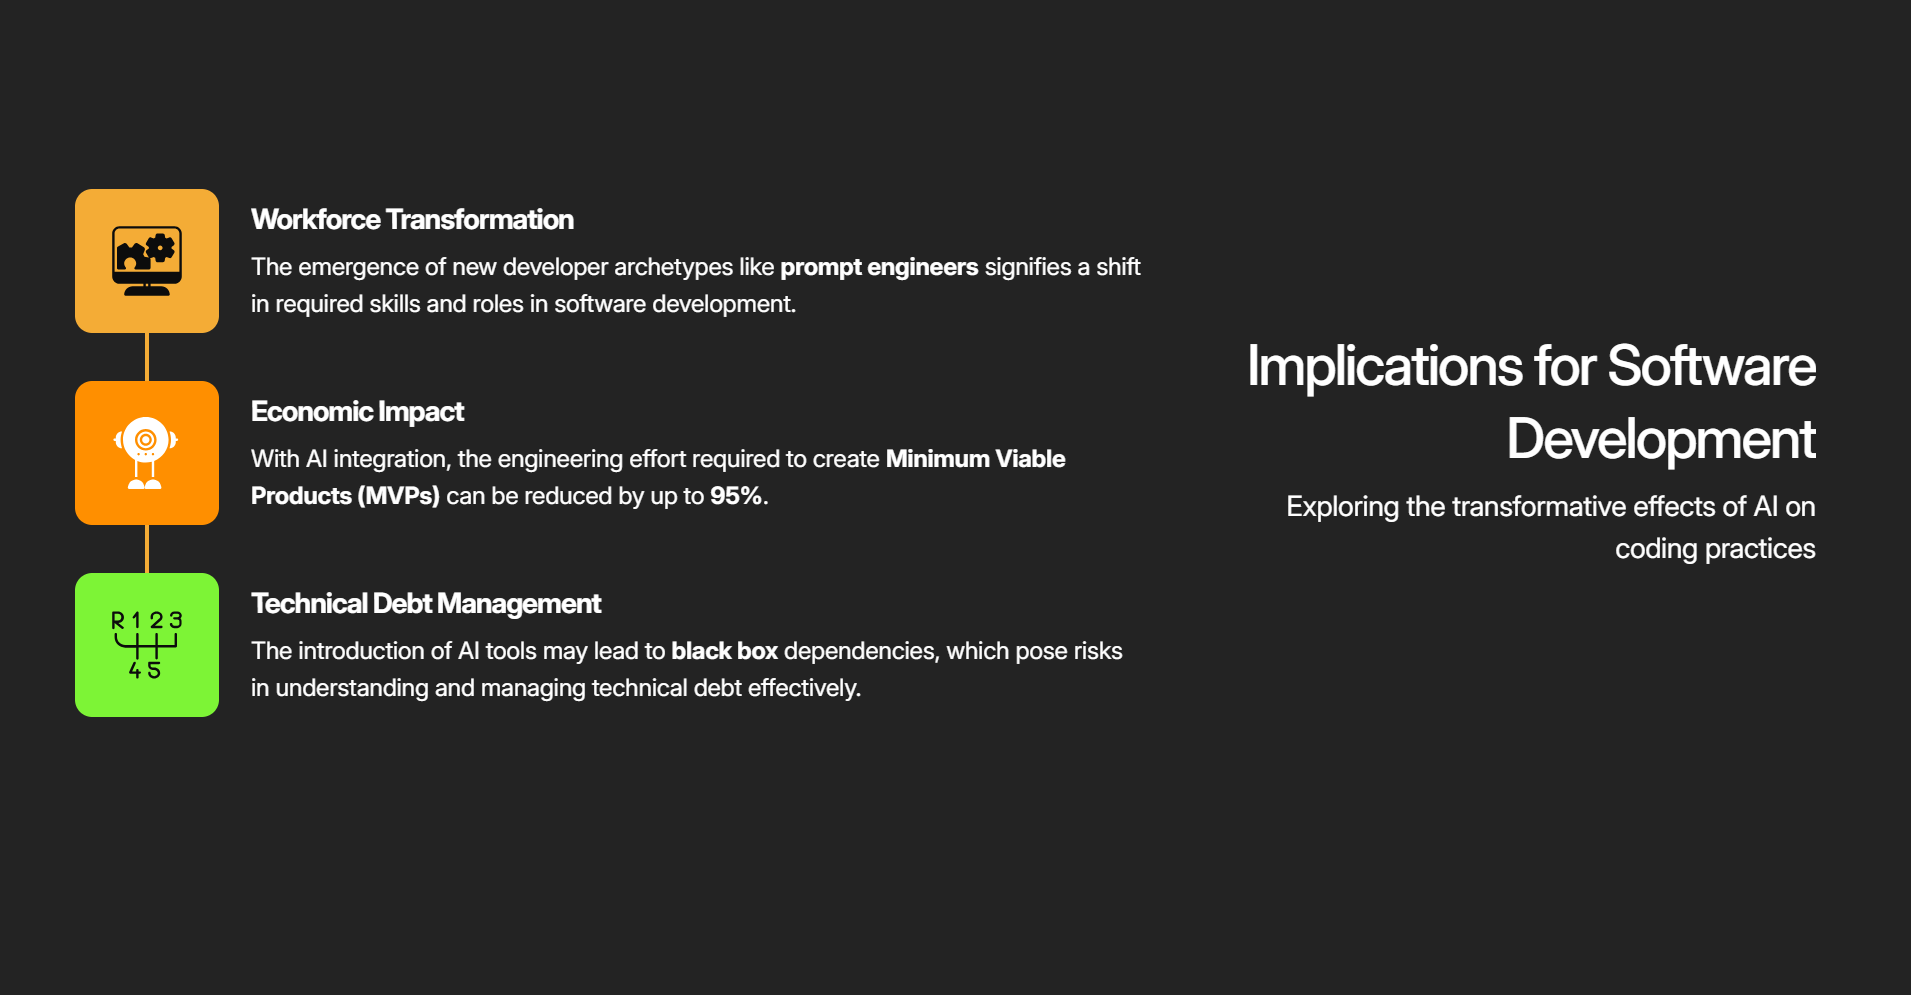 Workforce Transformation
The emergence of new developer archetypes like prompt engineers signifies a shift
in required skills and roles in software development.
Economic Impact
With AI integration, the engineering effort required to create Minimum Viable
Products (MVPs) can be reduced by up to 95%.
R 1 2 3
4 5
Technical Debt Management
The introduction of AI tools may lead to black box dependencies, which pose risks
in understanding and managing technical debt effectively.
Implications for Software
Development
Exploring the transformative effects of AI on
coding practices